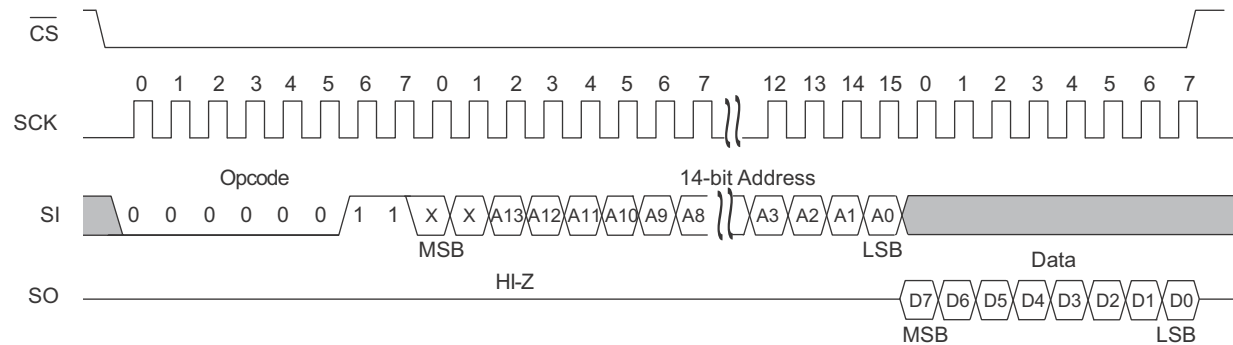 CS
0 1 2 3 4 5 6 7 0 1 2 3 4 5 6 7 12 13 14 15 0 1 2 3 4 5 6 7
SCK
Opcode 14-bit Address
SI 0 0 0 0 0 0 1 1 X X A13 A12 A11 A10 A9 A8 A3 A2 A1 A0
MSB LSB
HI-Z Data
SO D7 D6 D5 D4 D3 D2 D1 D0
MSB LSB